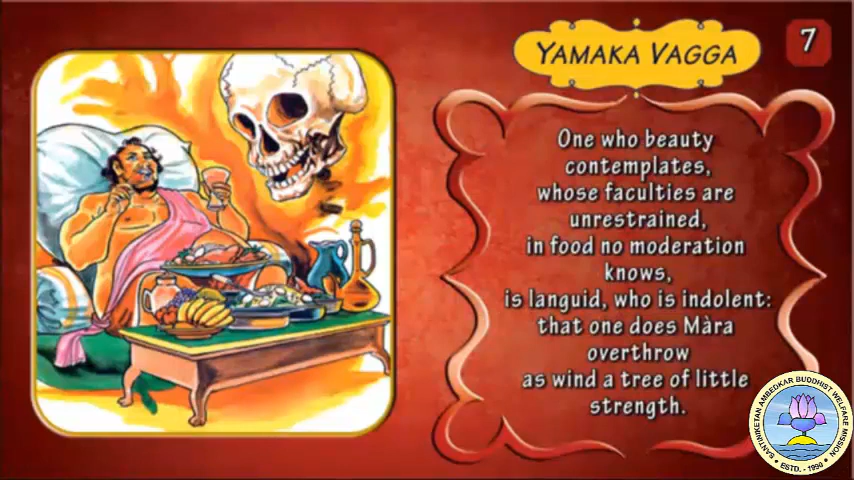 YAMAKA VAGGA
7
One who beauty
contemplates,
whose faculties are
unrestrained,
in food no moderation
knows,
is languid, who is indolent:
that one does Màra
overthrow
as wind a tree of little
strength.
SANTINIKETAN AMBEDKAR BUDDHIST WELFARE MISSION
• ESTD. - 1990 •